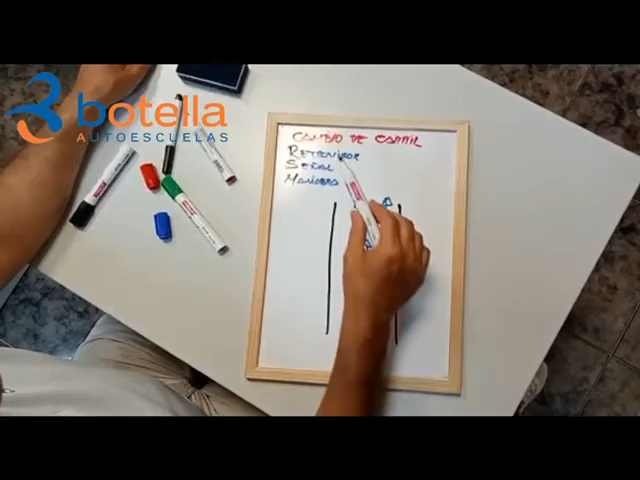 botella
AUTOESCUELAS
CAMBIO DE CARRIL
RETROVISOR
SEÑAL
MANIOBRA